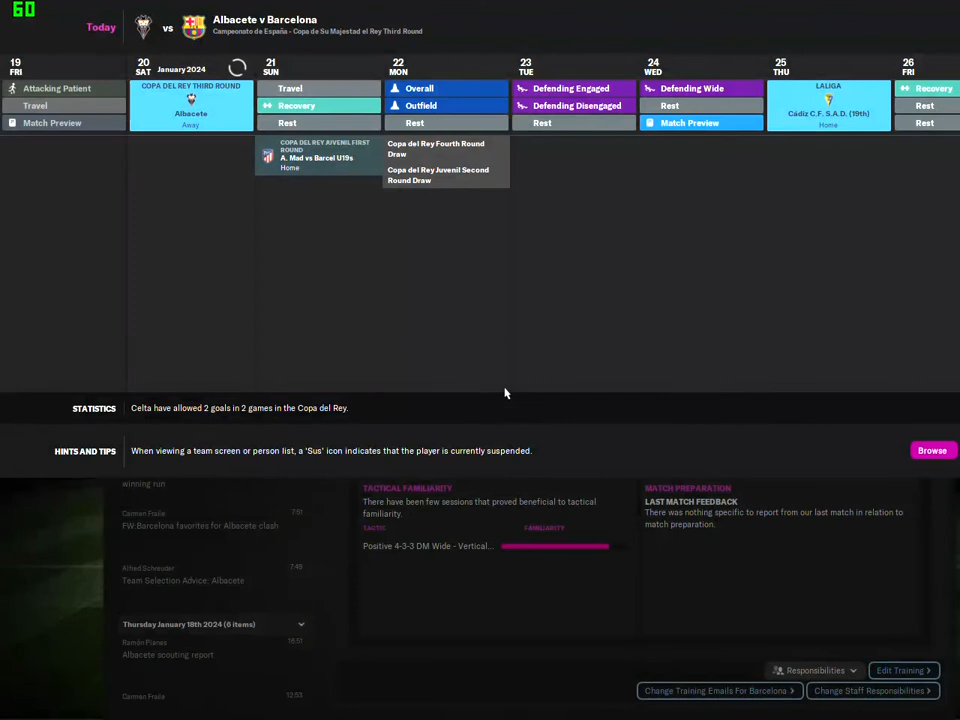 60
Today
vs
Albacete v Barcelona
Campeonato de España - Copa de Su Majestad el Rey Third Round
19
FRI
20
SAT
January 2024
21
SUN
22
MON
23
TUE
24
WED
25
THU
26
FRI
Attacking Patient
Travel
Match Preview
COPA DEL REY THIRD ROUND
Albacete
Away
Travel
Recovery
Rest
Overall
Outfield
Rest
Defending Engaged
Defending Disengaged
Rest
Defending Wide
Rest
Match Preview
LALIGA
Cádiz C.F. S.A.D. (19th)
Home
Recovery
Rest
Rest
COPA DEL REY JUVENIL FIRST
ROUND
A. Mad vs Barcel U19s
Home
Copa del Rey Fourth Round
Draw
Copa del Rey Juvenil Second
Round Draw
STATISTICS
Celta have allowed 2 goals in 2 games in the Copa del Rey.
HINTS AND TIPS
When viewing a team screen or person list, a 'Sus' icon indicates that the player is currently suspended.
Browse
winning run
Carmen Fraile
7:51
FW:Barcelona favorites for Albacete clash
Alfred Schreuder
7:49
Team Selection Advice: Albacete
Thursday January 18th 2024 (6 items)
Ramón Planes
16:51
Albacete scouting report
Carmen Fraile
12:53
TACTICAL FAMILIARITY
There have been few sessions that proved beneficial to tactical
familiarity.
TACTIC
FAMILIARITY
Positive 4-3-3 DM Wide - Vertical...
MATCH PREPARATION
LAST MATCH FEEDBACK
There was nothing specific to report from our last match in relation to
match preparation.
Responsibilities
Edit Training >
Change Training Emails For Barcelona >
Change Staff Responsibilities >